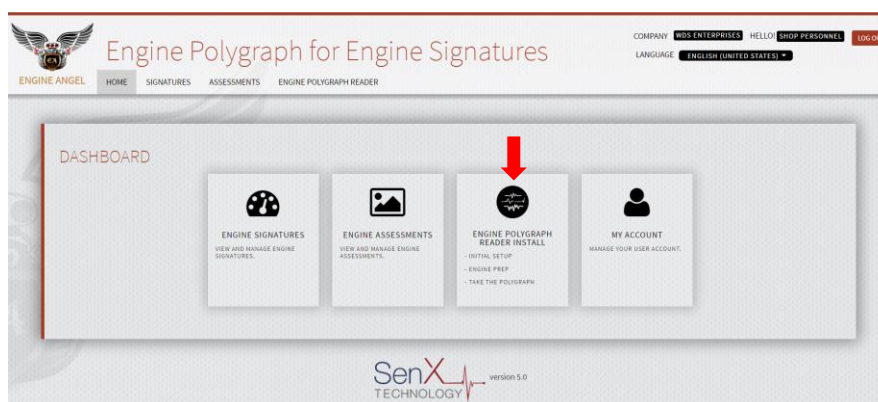 COMPANY WDS ENTERPRISES HELLO! SHOP PERSONNEL
Engine Polygraph for Engine Signatures
LANGUAGE ENGLISH (UNITED STATES)
ENGINE ANGEL
HOME SIGNATURES ASSESSMENTS ENGINE POLYGRAPH READER
DASHBOARD
ENGINE SIGNATURES
VIEW AND MANAGE ENGINE
SIGNATURES.
ENGINE ASSESSMENTS
VIEW AND MANAGE ENGINE
ASSESSMENTS.
ENGINE POLYGRAPH
READER INSTALL
- INITIAL SETUP
- ENGINE PREP
- TAKE THE POLYGRAPH
MY ACCOUNT
MANAGE YOUR USER ACCOUNT.
SenX
TECHNOLOGY
version 5.0